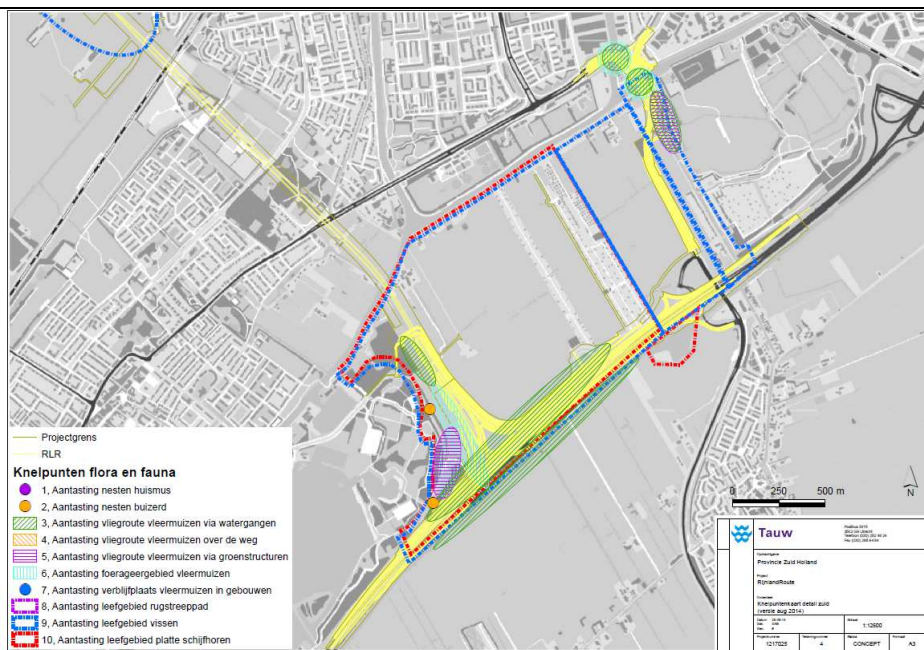 Projectgrens
RLR
Knelpunten flora en fauna
1, Aantasting nesten huismus
2, Aantasting nesten buizerd
3, Aantasting vliegroute vleermuizen via watergangen
4, Aantasting vliegroute vleermuizen over de weg
5, Aantasting vliegroute vleermuizen via groenstructuren
6, Aantasting foerageergebied vleermuizen
7, Aantasting verblijfplaats vleermuizen in gebouwen
8, Aantasting leefgebied rugstreeppad
9, Aantasting leefgebied vissen
10, Aantasting leefgebied platte schijfhoren
N
0 250 500 m
Tauw
Provincie Zuid Holland
RijnlandRoute
Knelpuntenkaart detail zuid
(versie aug 2014)
1:12500
1217025
4
CONCEPT
A3